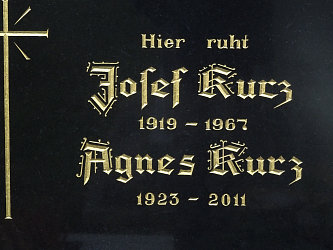 Hier ruht
Josef Kurz
1919 - 1967
Agnes Kurz
1923 - 2011